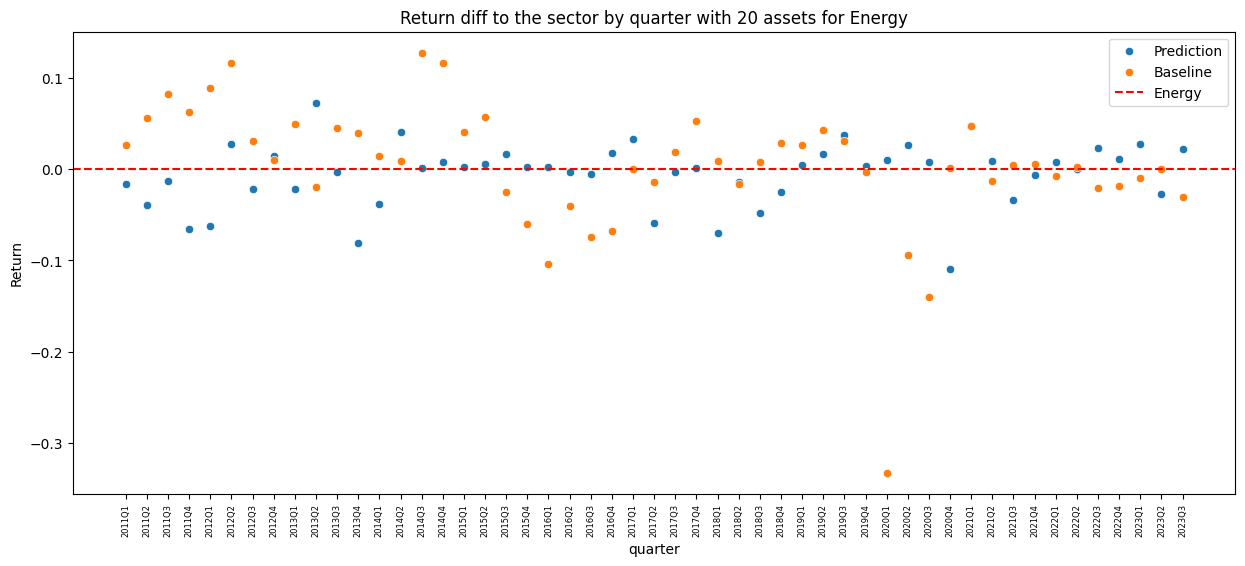 Return diff to the sector by quarter with 20 assets for Energy
Prediction
Baseline
Energy
Return
0.1
0.0
−0.1
−0.2
−0.3
2011Q1
2011Q2
2011Q3
2011Q4
2012Q1
2012Q2
2012Q3
2012Q4
2013Q1
2013Q2
2013Q3
2013Q4
2014Q1
2014Q2
2014Q3
2014Q4
2015Q1
2015Q2
2015Q3
2015Q4
2016Q1
2016Q2
2016Q3
2016Q4
2017Q1
2017Q2
2017Q3
2017Q4
2018Q1
2018Q2
2018Q3
2018Q4
2019Q1
2019Q2
2019Q3
2019Q4
2020Q1
2020Q2
2020Q3
2020Q4
2021Q1
2021Q2
2021Q3
2021Q4
2022Q1
2022Q2
2022Q3
2022Q4
2023Q1
2023Q2
2023Q3
quarter